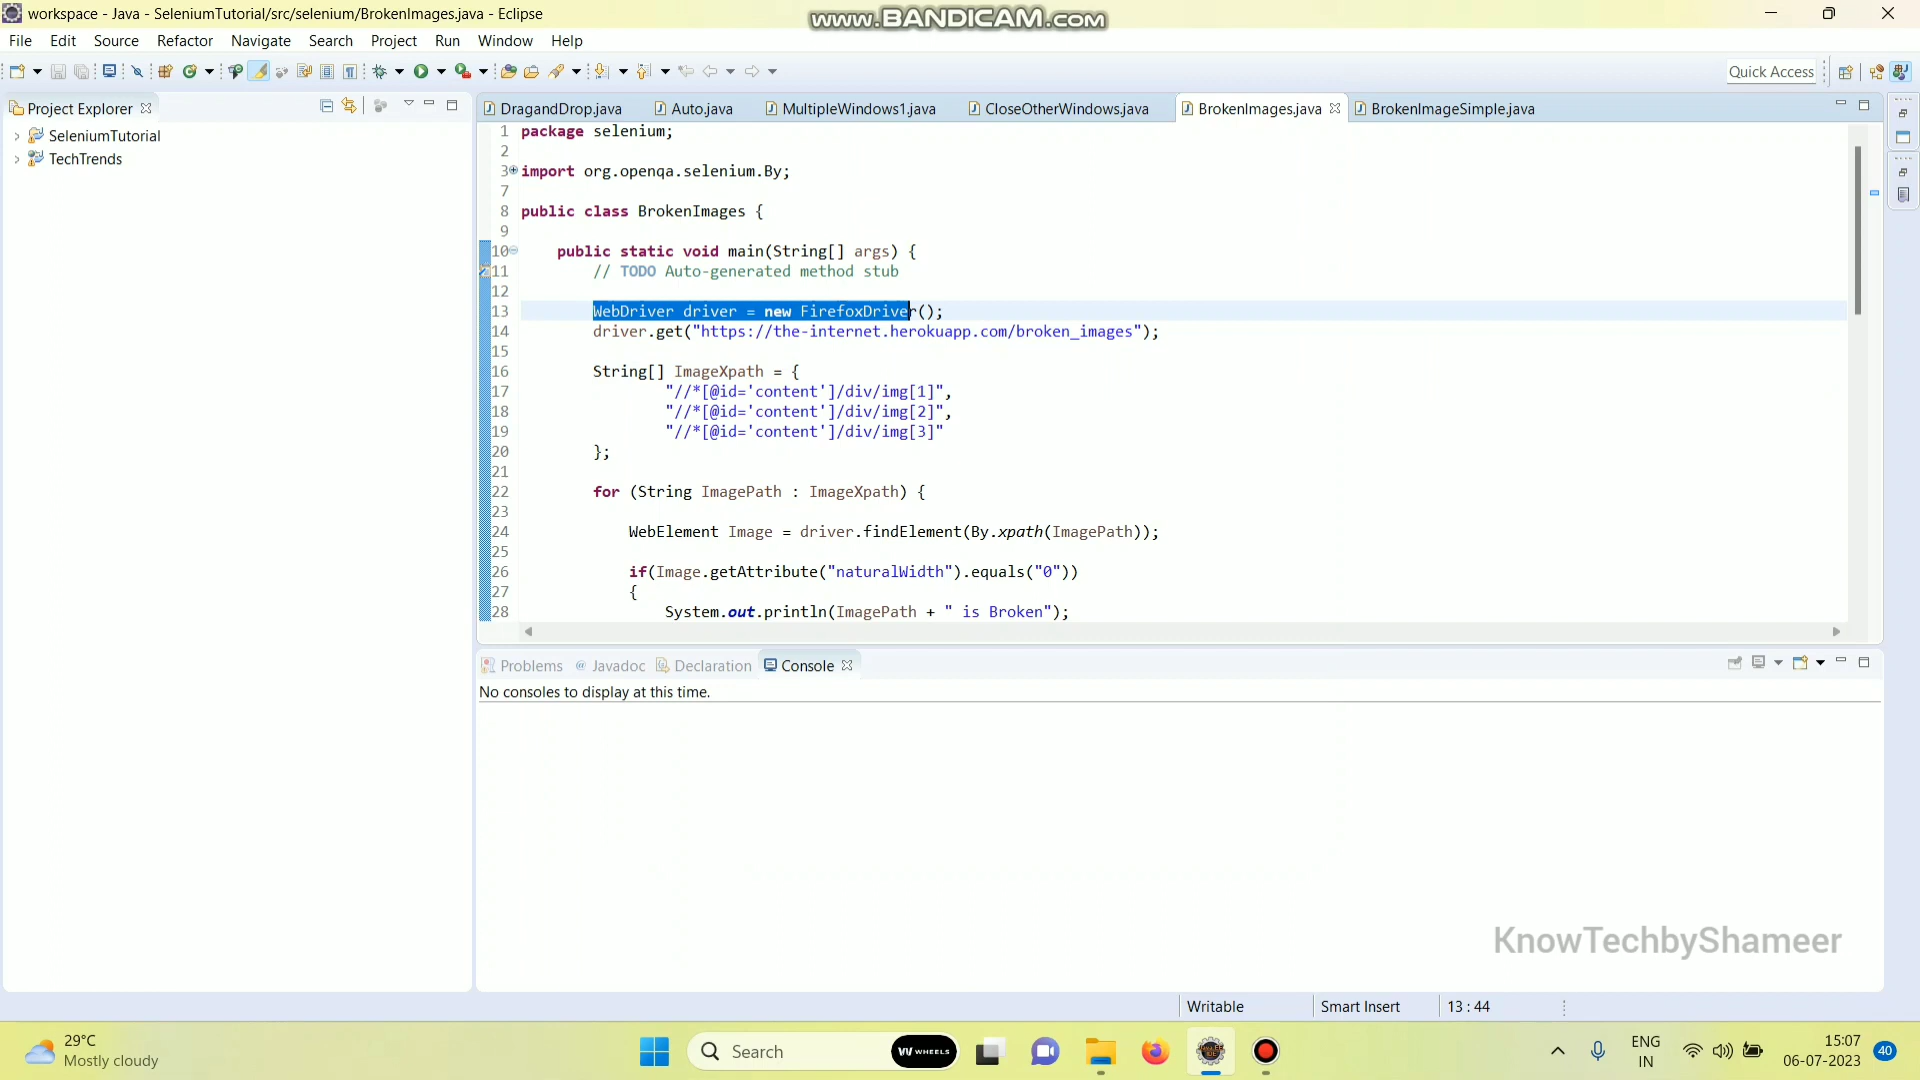 workspace - Java - SeleniumTutorial/src/selenium/BrokenImages.java - Eclipse
www.BANDICAM.COM
File Edit Source Refactor Navigate Search Project Run Window Help
Quick Access
Project Explorer
SeleniumTutorial
TechTrends
DragandDrop.java Auto.java MultipleWindows1.java CloseOtherWindows.java BrokenImages.java BrokenImageSimple.java
1 package selenium;
2
3 import org.openqa.selenium.By;
7
8 public class BrokenImages {
9
10 public static void main(String[] args) {
11 // TODO Auto-generated method stub
12
13 WebDriver driver = new FirefoxDriver();
14 driver.get("https://the-internet.herokuapp.com/broken_images");
15
16 String[] ImageXpath = {
17 "//*[@id='content']/div/img[1]",
18 "//*[@id='content']/div/img[2]",
19 "//*[@id='content']/div/img[3]"
20 };
21
22 for (String ImagePath : ImageXpath) {
23
24 WebElement Image = driver.findElement(By.xpath(ImagePath));
25
26 if(Image.getAttribute("naturalWidth").equals("0"))
27 {
28 System.out.println(ImagePath + " is Broken");
Problems Javadoc Declaration Console
No consoles to display at this time.
KnowTechbyShameer
Writable Smart Insert 13 : 44
29°C
Mostly cloudy
Search
WHEELS
ENG
IN
15:07
06-07-2023
40